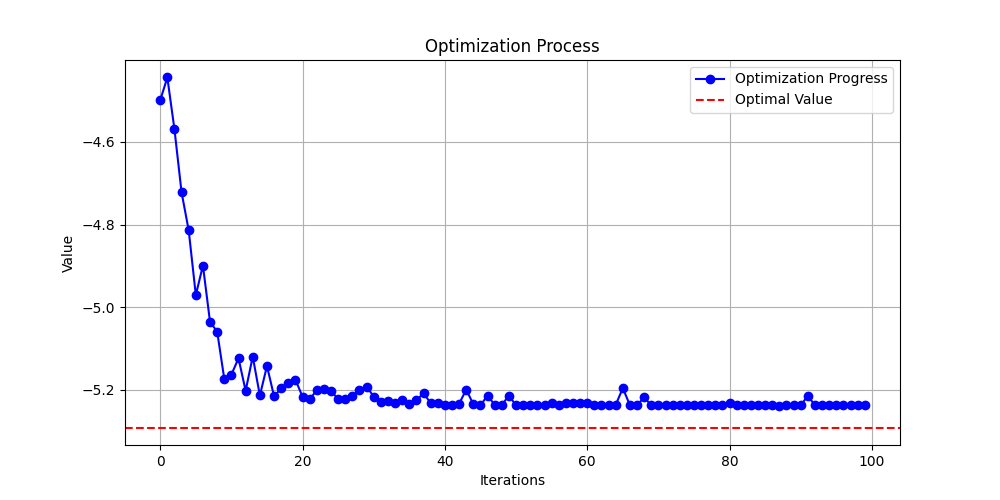 Optimization Process
Optimization Progress
Optimal Value
Value
−4.6
−4.8
−5.0
−5.2
0
20
40
60
80
100
Iterations